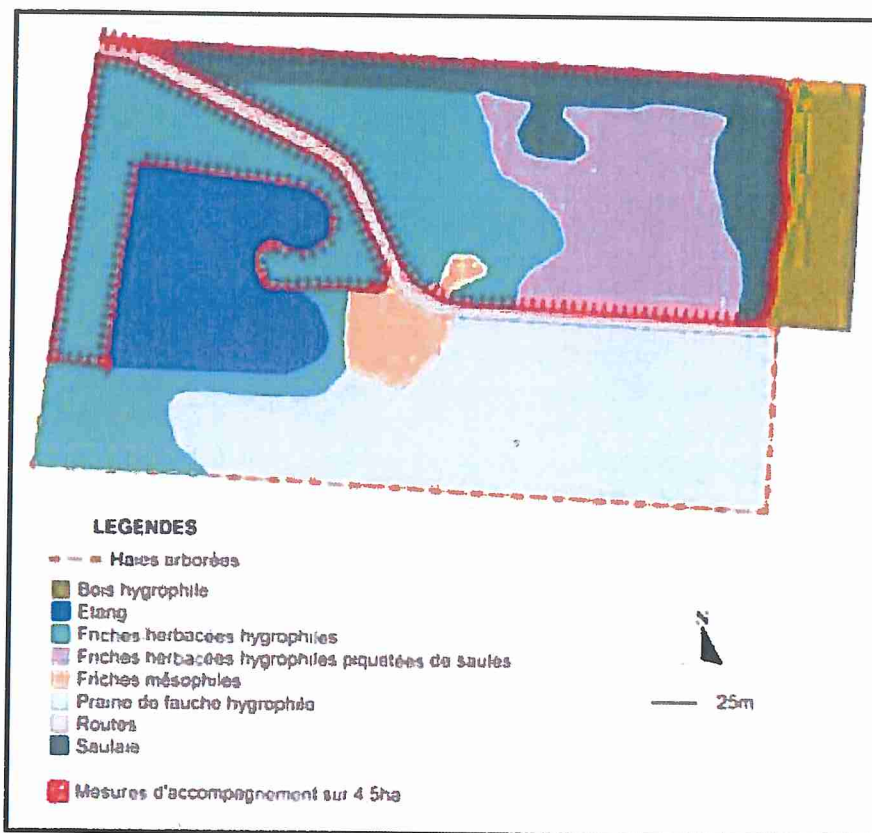 LEGENDES
Haies arborées
Bois hygrophile
Etang
Friches herbacées hygrophiles
Friches herbacées hygrophiles piquetées de saules
Friches mésophiles
Prairie de fauche hygrophile
Routes
Saulaie
Mesures d'accompagnement sur 4 5ha
N
25m